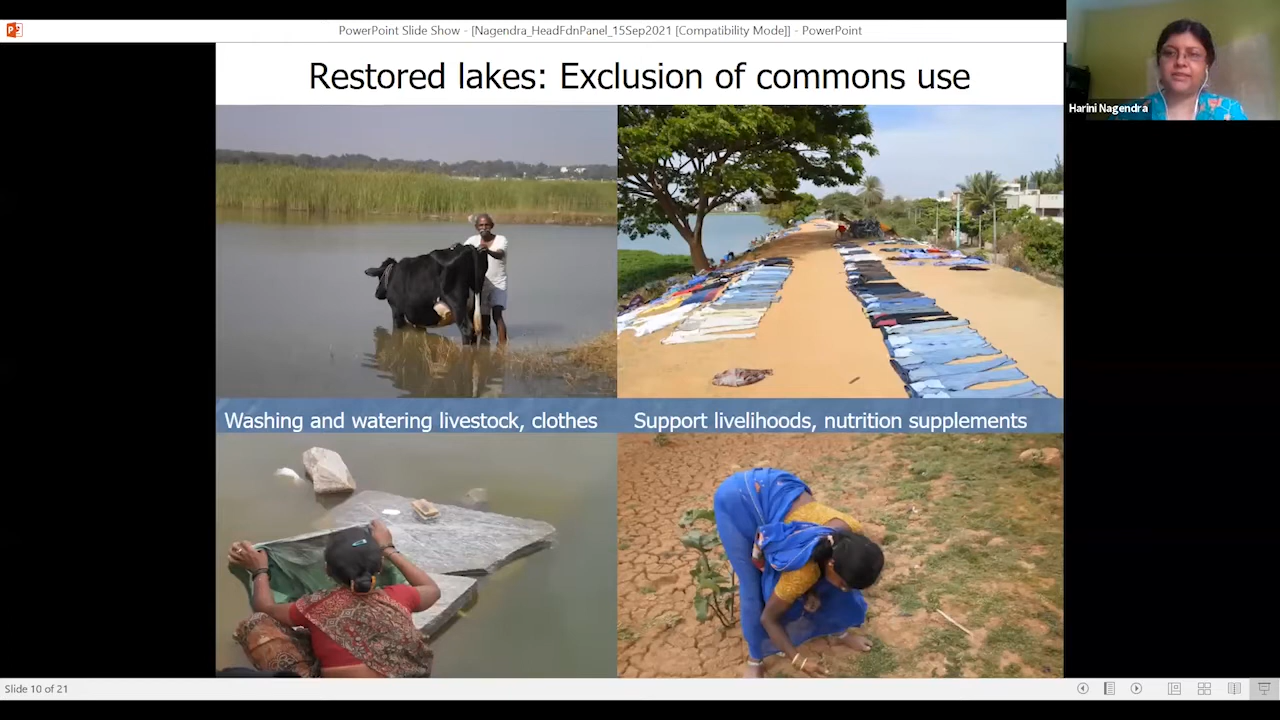 PowerPoint Slide Show - [Nagendra_HeadFdnPanel_15Sep2021 [Compatibility Mode]] - PowerPoint
Restored lakes: Exclusion of commons use
Harini Nagendra
Washing and watering livestock, clothes
Support livelihoods, nutrition supplements
Slide 10 of 21